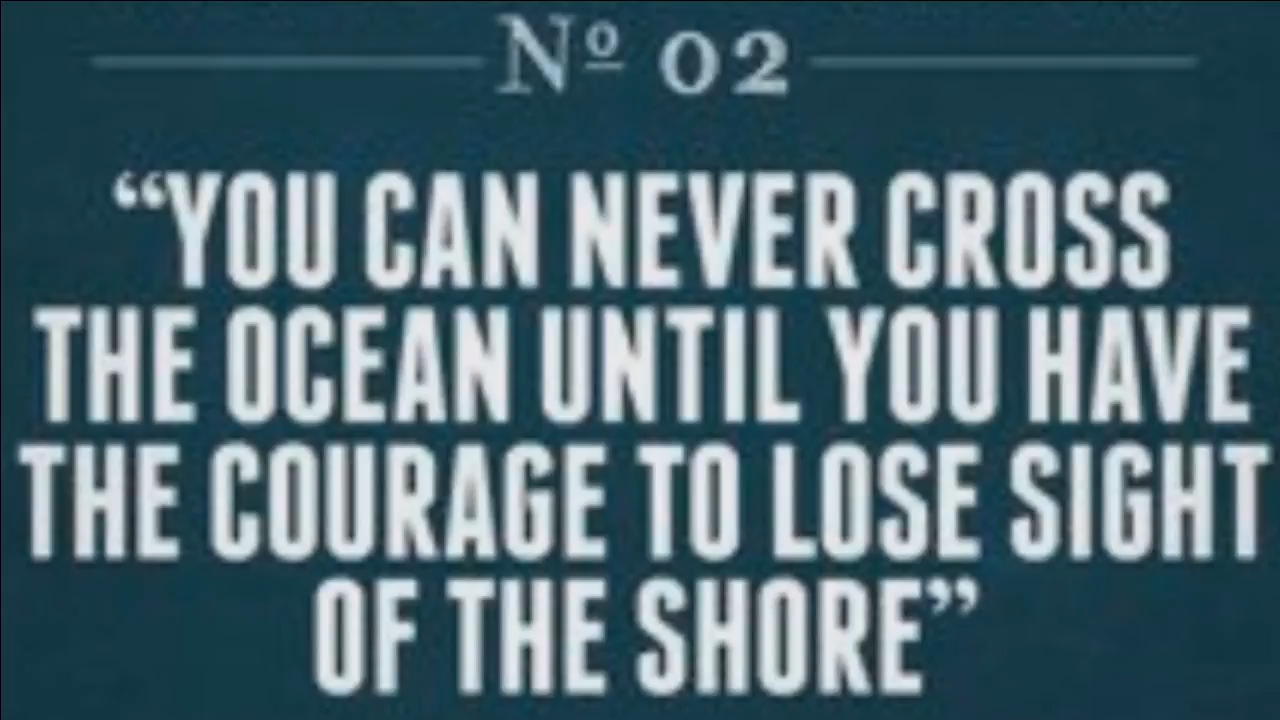 Nº 02
“YOU CAN NEVER CROSS
THE OCEAN UNTIL YOU HAVE
THE COURAGE TO LOSE SIGHT
OF THE SHORE”